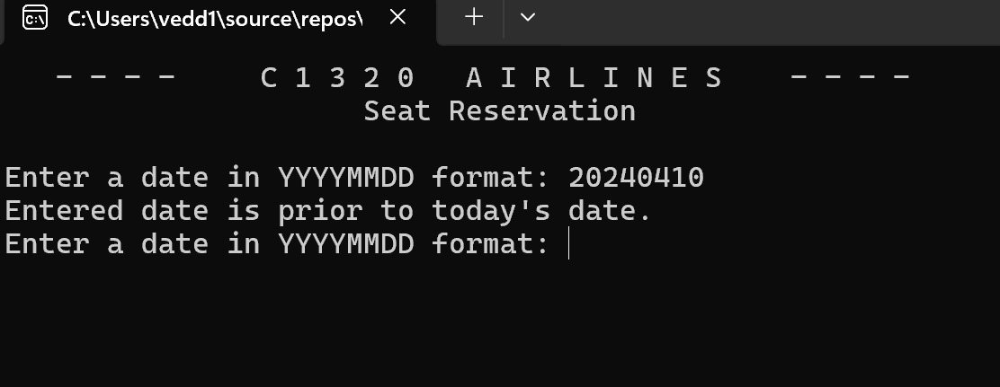 C:\Users\vedd1\source\repos\
- - - - C 1 3 2 0 A I R L I N E S - - - -
Seat Reservation
Enter a date in YYYYMMDD format: 20240410
Entered date is prior to today's date.
Enter a date in YYYYMMDD format: